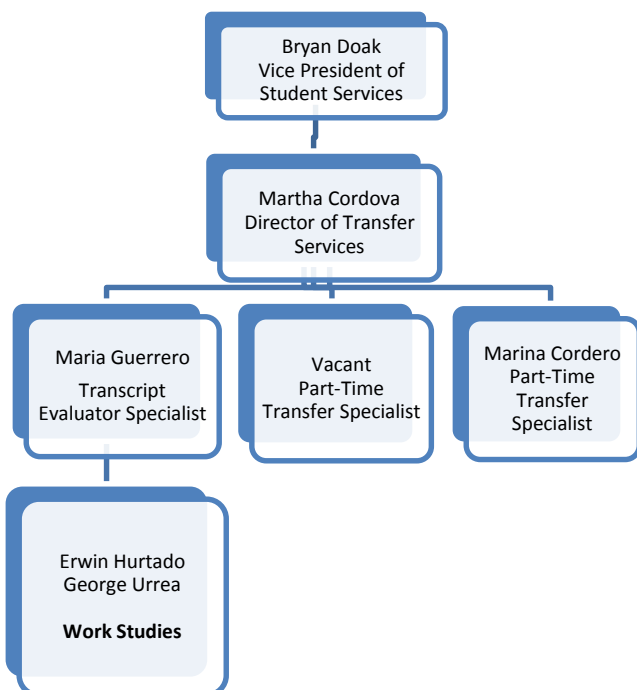 Bryan Doak
Vice President of
Student Services
Martha Cordova
Director of Transfer
Services
Maria Guerrero
Transcript
Evaluator Specialist
Vacant
Part-Time
Transfer Specialist
Marina Cordero
Part-Time
Transfer
Specialist
Erwin Hurtado
George Urrea
Work Studies